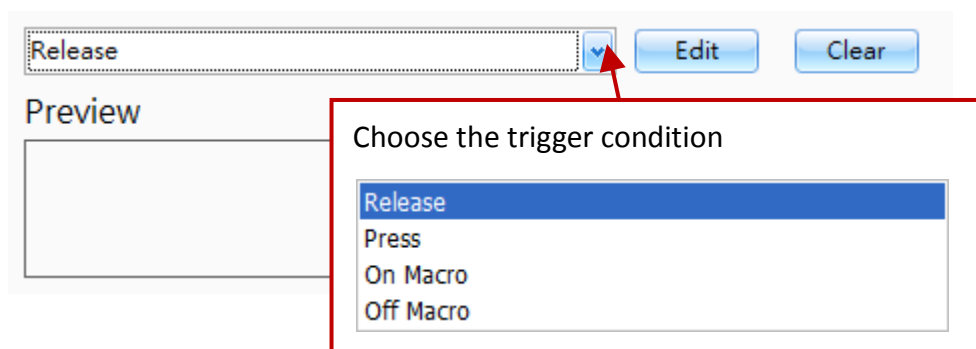 Release Edit Clear
Preview
Choose the trigger condition
Release
Press
On Macro
Off Macro